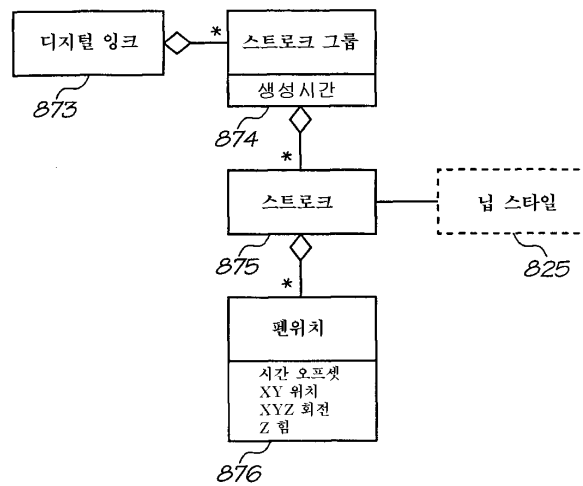 디지털 잉크
*
스트로크 그룹
873
생성시간
874
*
스트로크
닙 스타일
875
825
*
펜위치
시간 오프셋
XY 위치
XYZ 회전
Z 힘
876